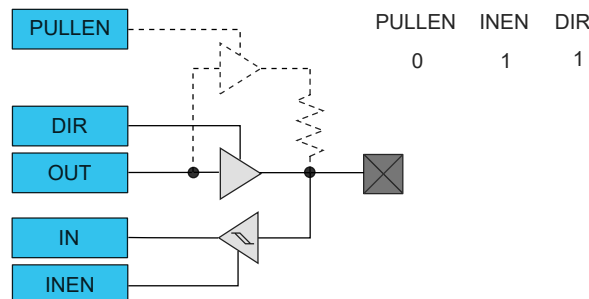 PULLEN
PULLEN INEN DIR
0 1 1
DIR
OUT
IN
INEN